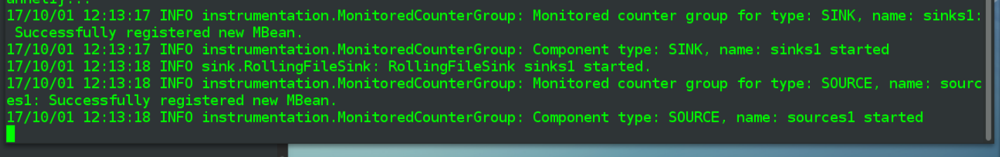 annel1}...
17/10/01 12:13:17 INFO instrumentation.MonitoredCounterGroup: Monitored counter group for type: SINK, name: sinks1:
 Successfully registered new MBean.
17/10/01 12:13:17 INFO instrumentation.MonitoredCounterGroup: Component type: SINK, name: sinks1 started
17/10/01 12:13:18 INFO sink.RollingFileSink: RollingFileSink sinks1 started.
17/10/01 12:13:18 INFO instrumentation.MonitoredCounterGroup: Monitored counter group for type: SOURCE, name: sourc
es1: Successfully registered new MBean.
17/10/01 12:13:18 INFO instrumentation.MonitoredCounterGroup: Component type: SOURCE, name: sources1 started